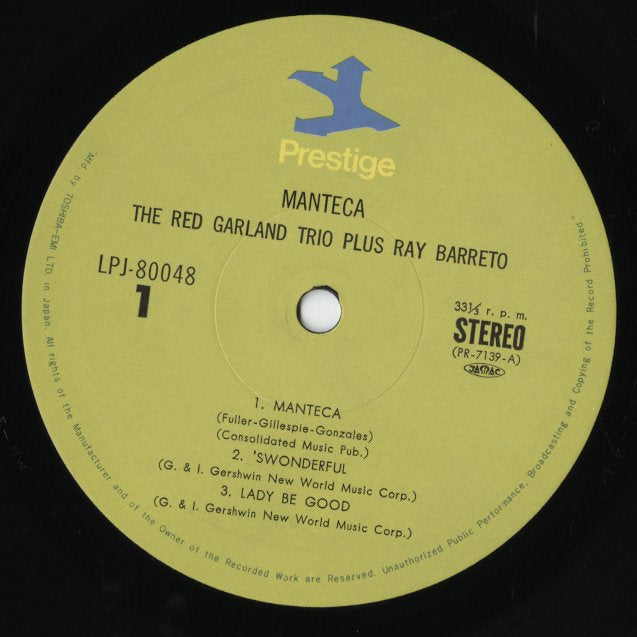 Prestige
MANTECA
THE RED GARLAND TRIO PLUS RAY BARRETO
LPJ-80048
1
33⅓ r. p. m.
STEREO
(PR-7139-A)
JASRAC
1. MANTECA
(Fuller-Gillespie-Gonzales)
(Consolidated Music Pub.)
2. 'SWONDERFUL
(G. & I. Gershwin New World Music Corp.)
3. LADY BE GOOD
(G. & I. Gershwin New World Music Corp.)
"Mfd. by TOSHIBA-EMI LTD in Japan. All rights of the Manufacturer and of the Owner of the Recorded Work are Reserved. Unauthorized Public Performance, Broadcasting and Copying of the Record Prohibited."